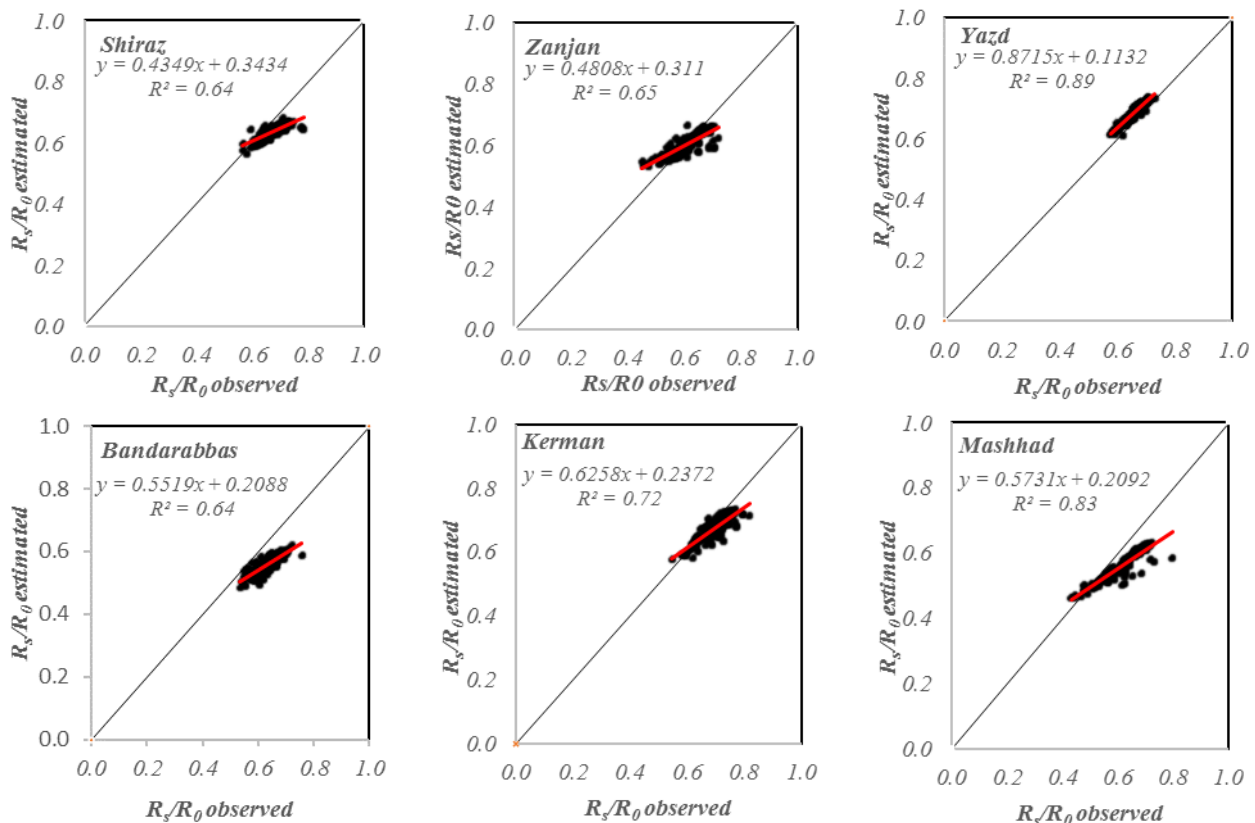 Shiraz
y = 0.4349x + 0.3434
R² = 0.64
1.0
0.8
0.6
0.4
0.2
0.0
Rs/R0 estimated
0.0 0.2 0.4 0.6 0.8 1.0
Rs/R0 observed
Zanjan
y = 0.4808x + 0.311
R² = 0.65
1.0
0.8
0.6
0.4
0.2
0.0
Rs/R0 estimated
0.0 0.2 0.4 0.6 0.8 1.0
Rs/R0 observed
Yazd
y = 0.8715x + 0.1132
R² = 0.89
1.0
0.8
0.6
0.4
0.2
0.0
Rs/R0 estimated
0.0 0.2 0.4 0.6 0.8 1.0
Rs/R0 observed
Bandarabbas
y = 0.5519x + 0.2088
R² = 0.64
1.0
0.8
0.6
0.4
0.2
0.0
Rs/R0 estimated
0.0 0.2 0.4 0.6 0.8 1.0
Rs/R0 observed
Kerman
y = 0.6258x + 0.2372
R² = 0.72
1.0
0.8
0.6
0.4
0.2
0.0
Rs/R0 estimated
0.0 0.2 0.4 0.6 0.8 1.0
Rs/R0 observed
Mashhad
y = 0.5731x + 0.2092
R² = 0.83
1.0
0.8
0.6
0.4
0.2
0.0
Rs/R0 estimated
0.0 0.2 0.4 0.6 0.8 1.0
Rs/R0 observed